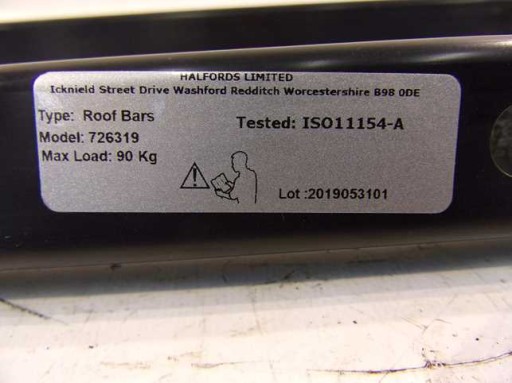 HALFORDS LIMITED
Icknield Street Drive Washford Redditch Worcestershire B98 0DE
Type: Roof Bars
Tested: ISO11154-A
Model: 726319
Max Load: 90 Kg
Lot :2019053101